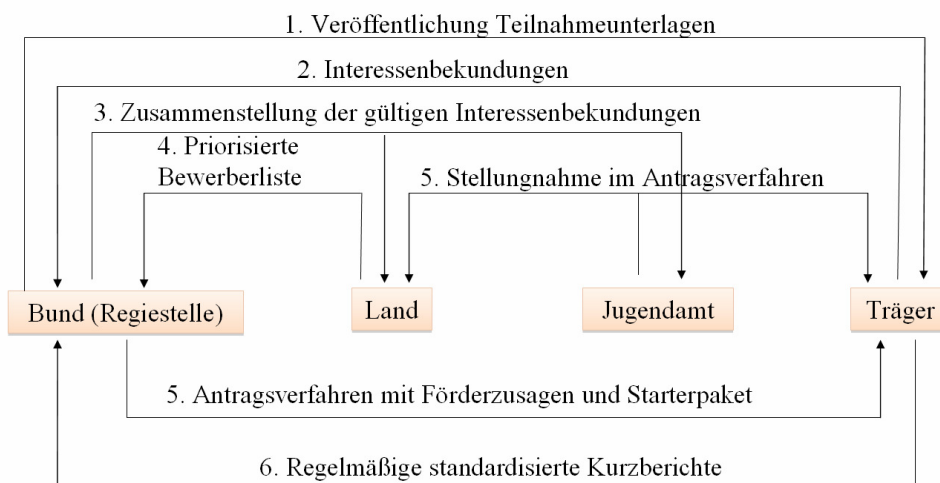 1. Veröffentlichung Teilnahmeunterlagen
2. Interessenbekundungen
3. Zusammenstellung der gültigen Interessenbekundungen
4. Priorisierte
Bewerberliste
5. Stellungnahme im Antragsverfahren
Bund (Regiestelle)
Land
Jugendamt
Träger
5. Antragsverfahren mit Förderzusagen und Starterpaket
6. Regelmäßige standardisierte Kurzberichte